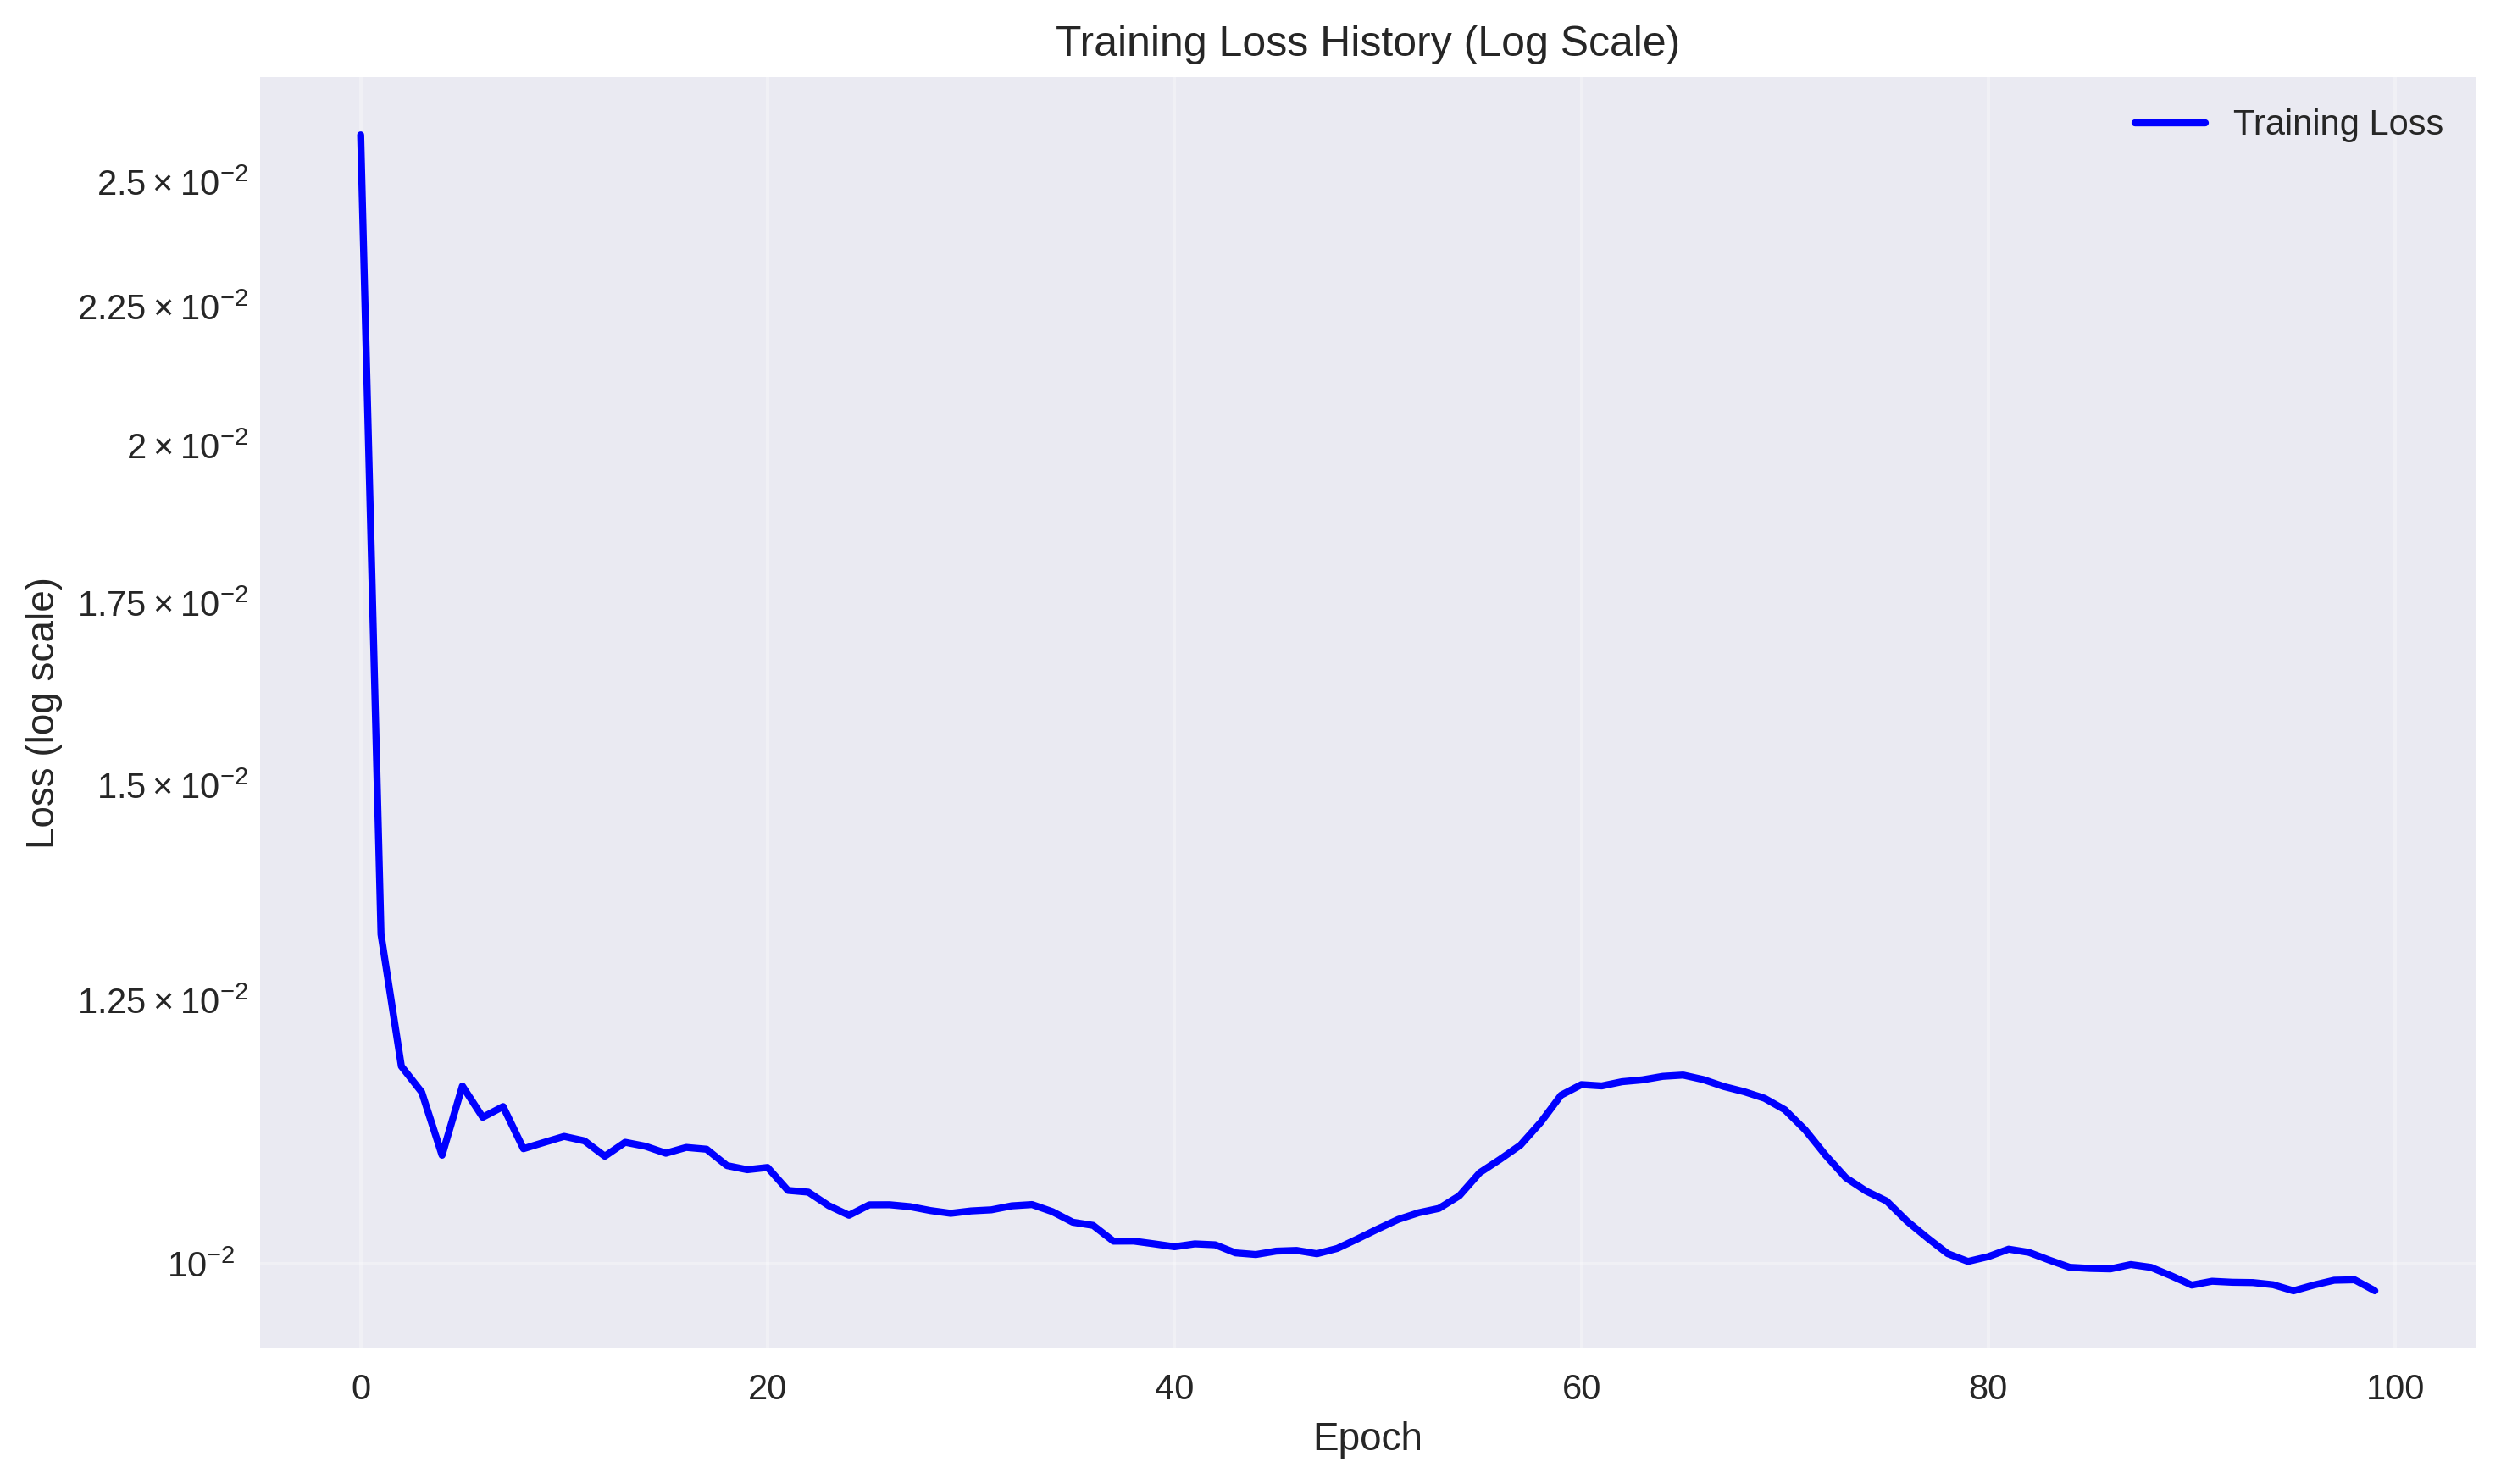 Training Loss History (Log Scale)
Training Loss
Loss (log scale)
2.5 × 10⁻²
2.25 × 10⁻²
2 × 10⁻²
1.75 × 10⁻²
1.5 × 10⁻²
1.25 × 10⁻²
10⁻²
0 20 40 60 80 100
Epoch